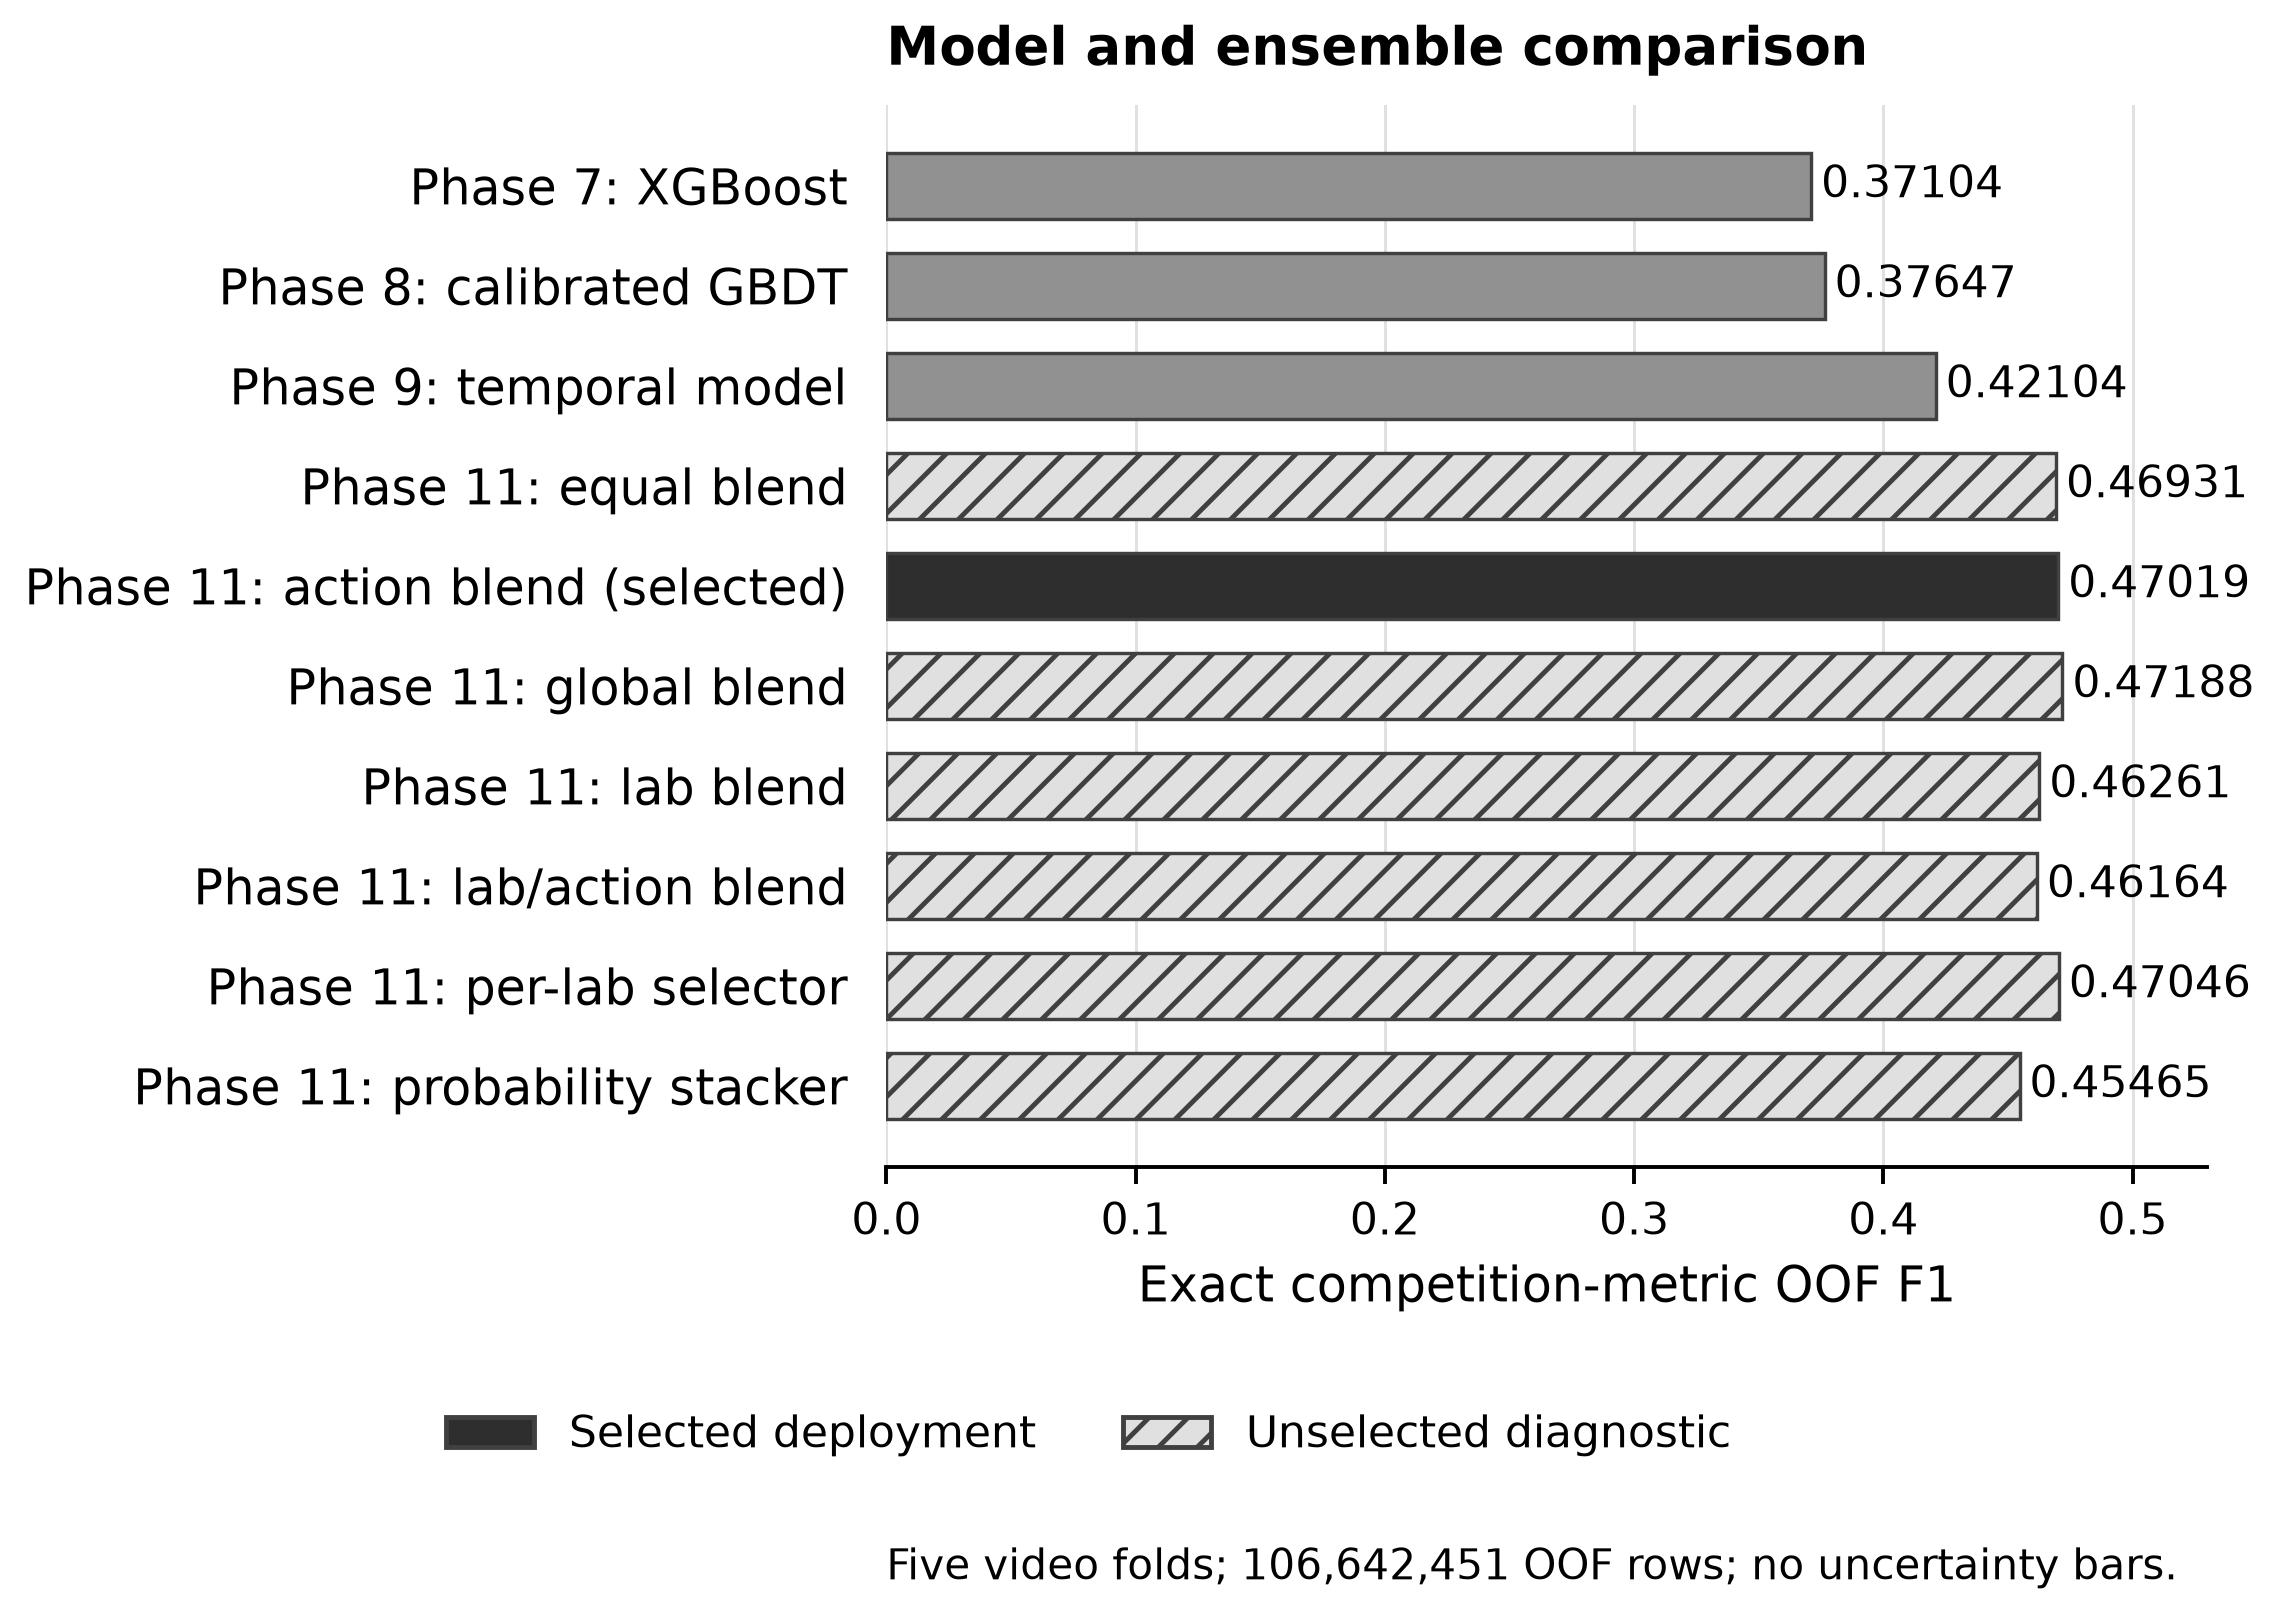 Model and ensemble comparison
Phase 7: XGBoost 0.37104
Phase 8: calibrated GBDT 0.37647
Phase 9: temporal model 0.42104
Phase 11: equal blend 0.46931
Phase 11: action blend (selected) 0.47019
Phase 11: global blend 0.47188
Phase 11: lab blend 0.46261
Phase 11: lab/action blend 0.46164
Phase 11: per-lab selector 0.47046
Phase 11: probability stacker 0.45465
0.0 0.1 0.2 0.3 0.4 0.5
Exact competition-metric OOF F1
Selected deployment Unselected diagnostic
Five video folds; 106,642,451 OOF rows; no uncertainty bars.